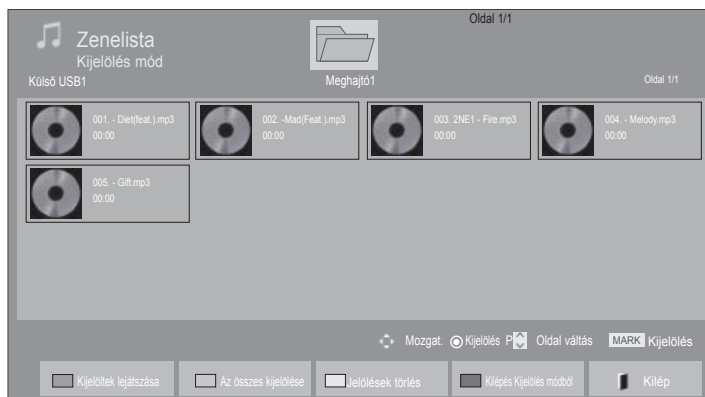 Oldal 1/1
Zenelista
Kijelölés mód
Külső USB1
Meghajtó1
Oldal 1/1
001. - Diet(feat.).mp3
00:00
002. -Mad(Feat.).mp3
00:00
003. 2NE1 - Fire.mp3
00:00
004. - Melody.mp3
00:00
005. - Gift.mp3
00:00
Mozgat. Kijelölés P Oldal váltás MARK Kijelölés
Kijelöltek lejátszása
Az összes kijelölése
Jelölések törlés
Kilépés Kijelölés módból
Kilép